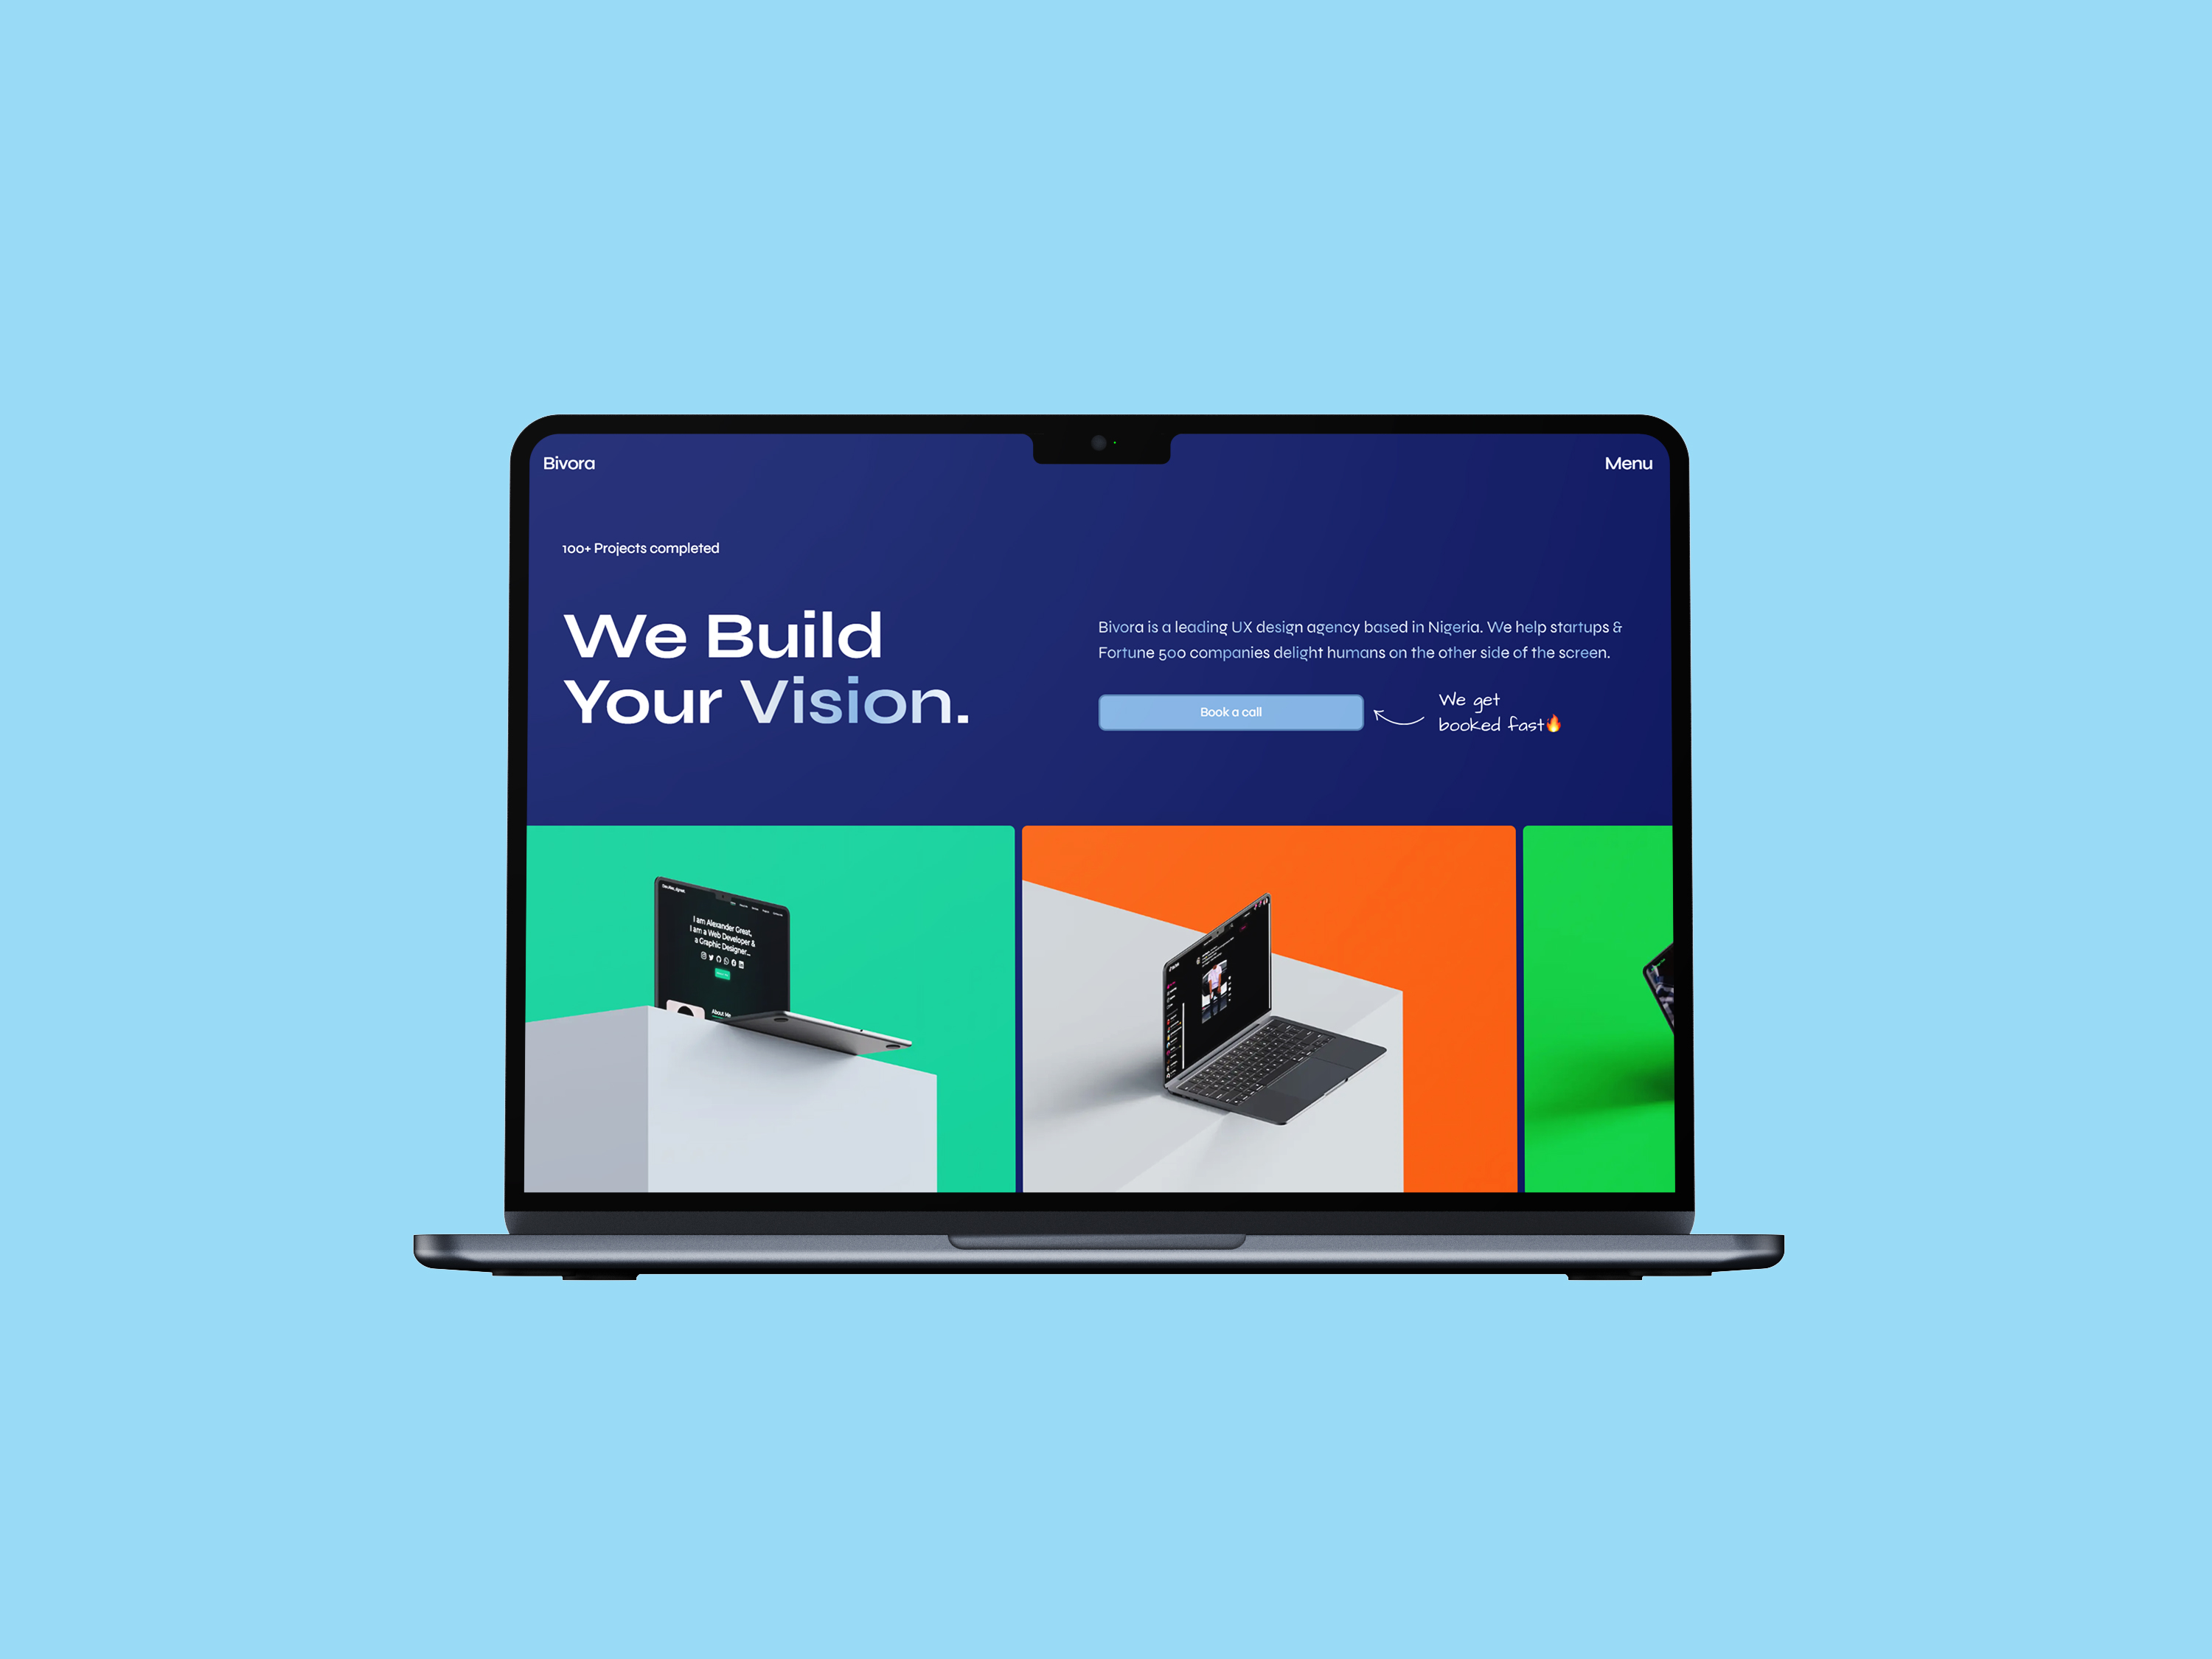 Bivora
Menu
100+ Projects completed
We Build
Your Vision.
Bivora is a leading UX design agency based in Nigeria. We help startups &
Fortune 500 companies delight humans on the other side of the screen.
Book a call
We get
booked fast🔥
I am Alexander Great,
I am a Web Developer &
a Graphic Designer...
About Me